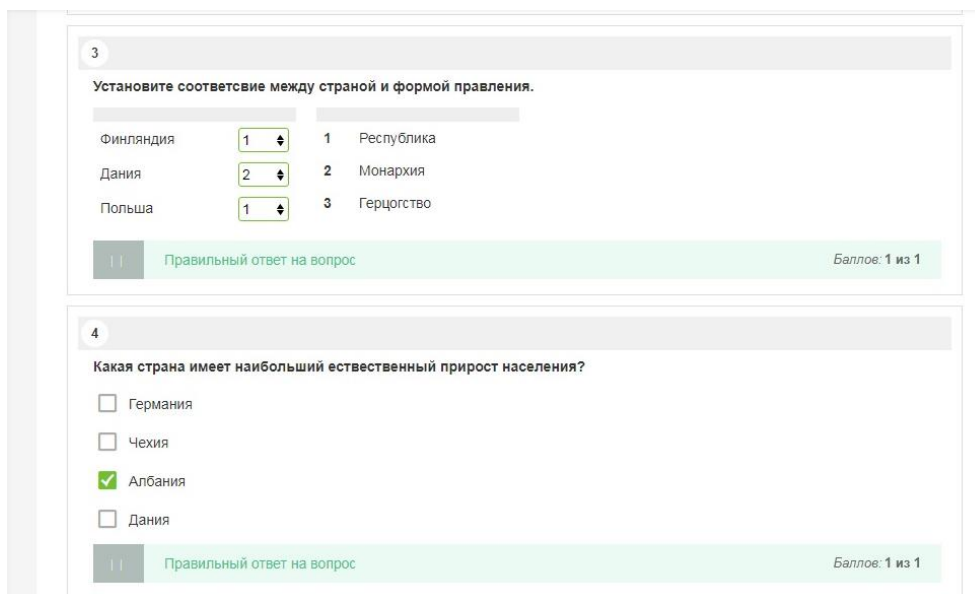 3
Установите соответсвие между страной и формой правления.
Финляндия 1 1 Республика
Дания 2 2 Монархия
Польша 1 3 Герцогство
Правильный ответ на вопрос Баллов: 1 из 1
4
Какая страна имеет наибольший ествественный прирост населения?
Германия
Чехия
Албания
Дания
Правильный ответ на вопрос Баллов: 1 из 1